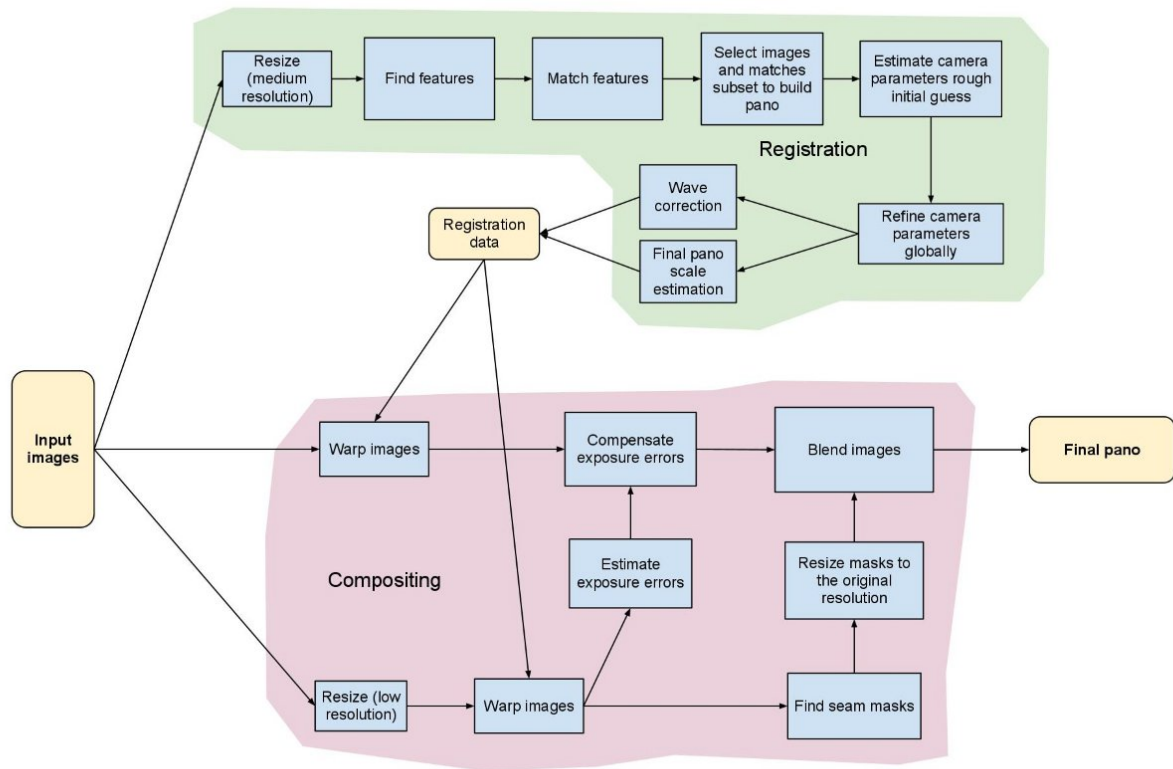 Resize
(medium
resolution)
Find features
Match features
Select images
and matches
subset to build
pano
Estimate camera
parameters rough
initial guess
Registration
Wave
correction
Refine camera
parameters
globally
Registration
data
Final pano
scale
estimation
Input
images
Warp images
Compensate
exposure errors
Blend images
Final pano
Compositing
Estimate
exposure errors
Resize masks to
the original
resolution
Resize (low
resolution)
Warp images
Find seam masks